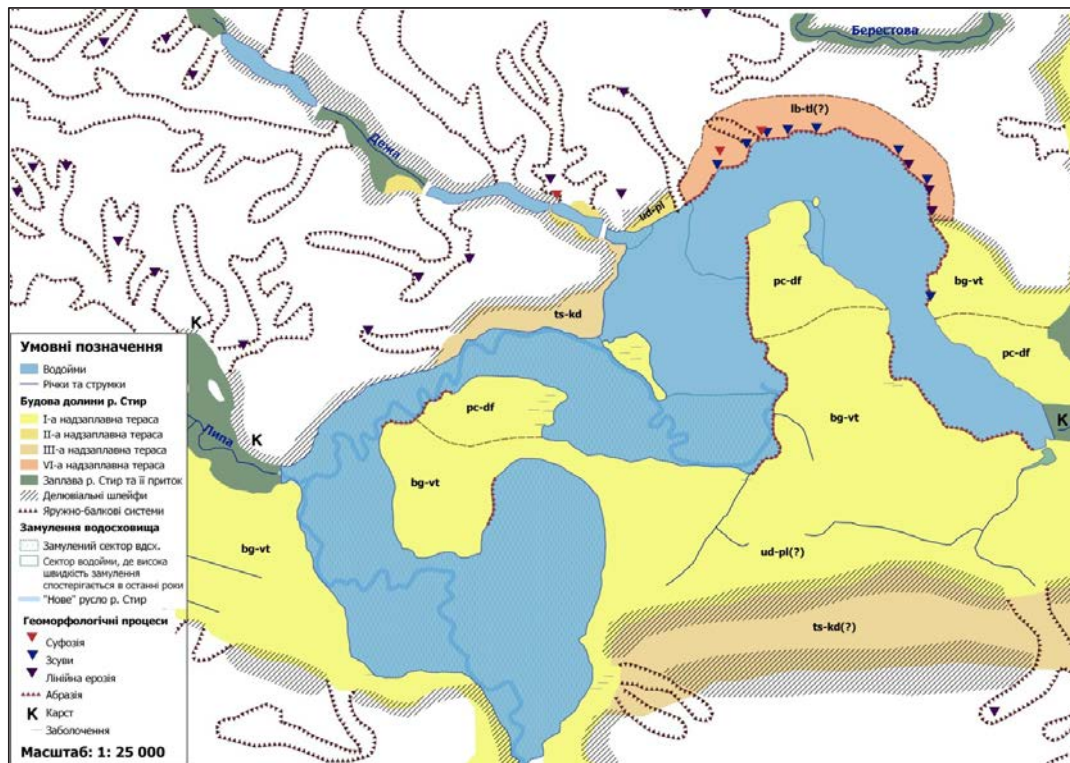 Берестова
lb-tl(?)
Дежа
ud-pl
pc-df
bg-vt
ts-kd
K
pc-df
Умовні позначення
Водойми
Річки та струмки
Будова долини р. Стир
I-а надзаплавна тераса
II-а надзаплавна тераса
III-а надзаплавна тераса
VI-а надзаплавна тераса
Заплава р. Стир та її приток
Делювіальні шлейфи
Яружно-балкові системи
Замулення водосховища
Замулений сектор вдсх.
Сектор водойми, де висока
швидкість замулення
спостерігається в останні роки
"Нове" русло р. Стир
Геоморфологічні процеси
Суфозія
Зсуви
Лінійна ерозія
Абразія
K Карст
Заболочення
Масштаб: 1: 25 000
pc-df
bg-vt
K
Липа
K
bg-vt
bg-vt
ud-pl(?)
ts-kd(?)